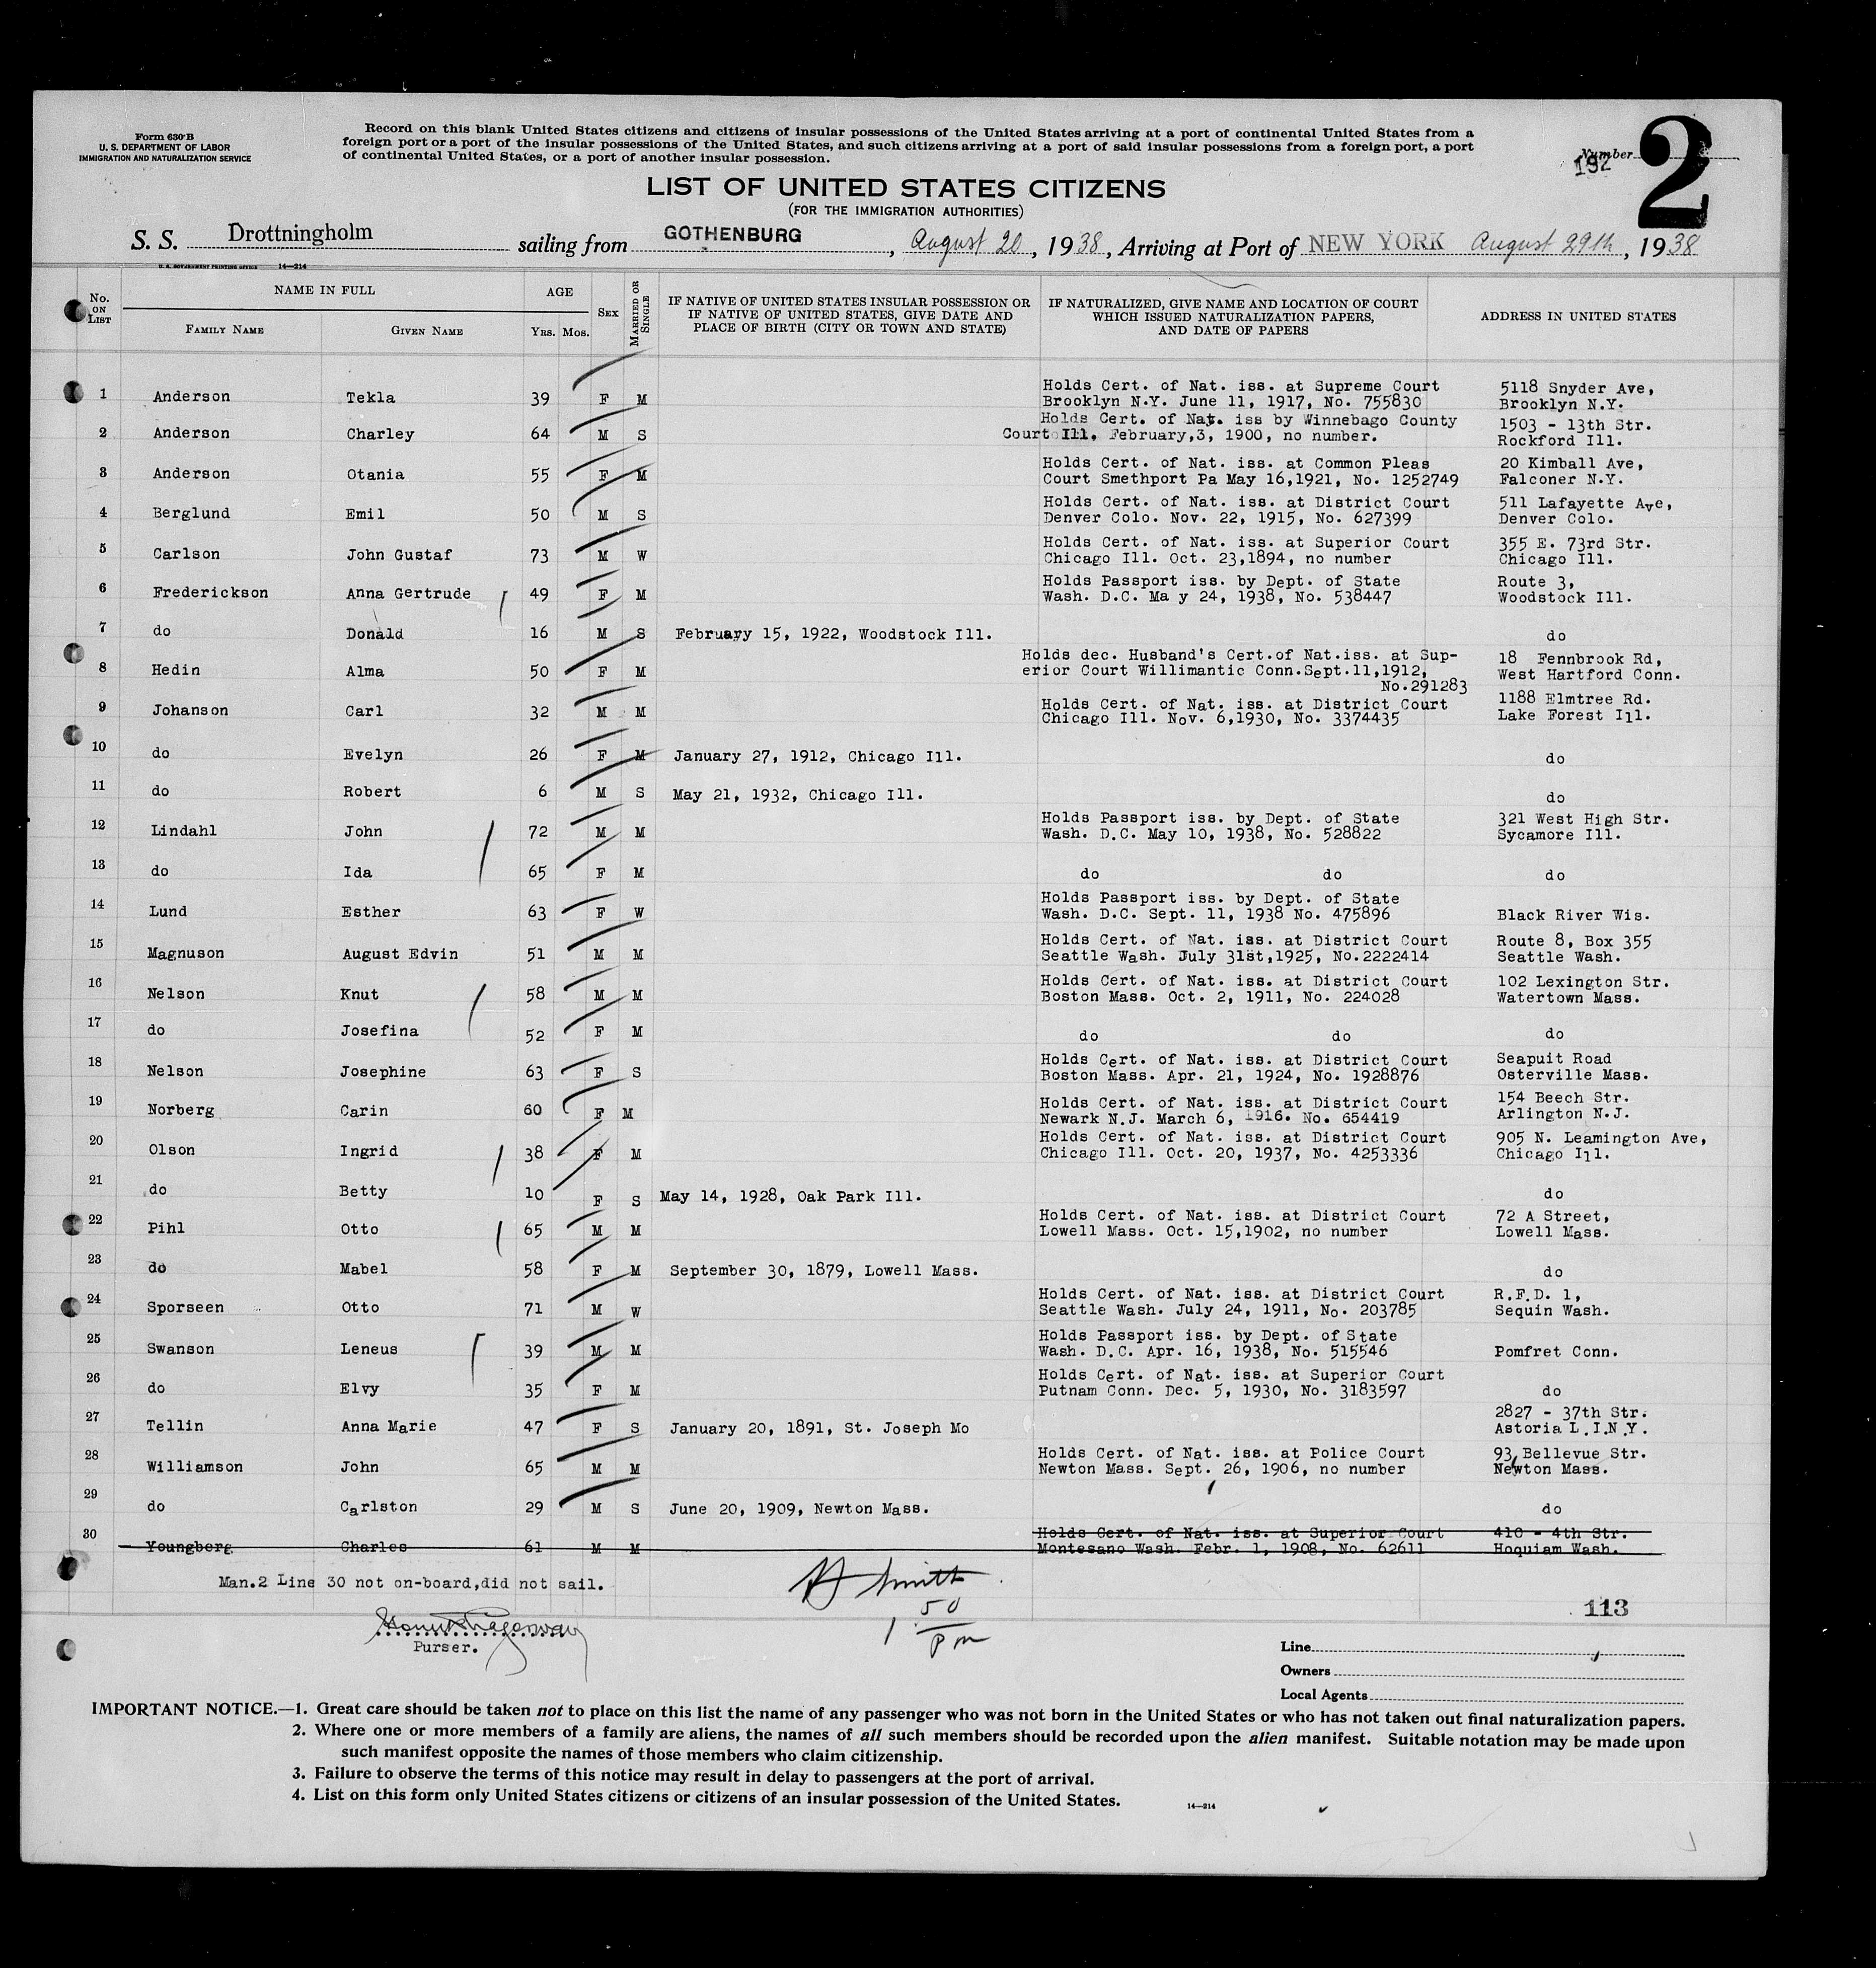 Form 630-B
U. S. DEPARTMENT OF LABOR
IMMIGRATION AND NATURALIZATION SERVICE
Record on this blank United States citizens and citizens of insular possessions of the United States arriving at a port of continental United States from a
foreign port or a port of the insular possessions of the United States, and such citizens arriving at a port of said insular possessions from a foreign port, a port
of continental United States, or a port of another insular possession.
Number 2
192
LIST OF UNITED STATES CITIZENS
(FOR THE IMMIGRATION AUTHORITIES)
S. S. Drottningholm sailing from GOTHENBURG, August 20, 1938, Arriving at Port of NEW YORK August 29th, 1938
U. S. GOVERNMENT PRINTING OFFICE 14—214
No. ON LIST
NAME IN FULL
FAMILY NAME GIVEN NAME
AGE
YRS. MOS.
SEX
MARRIED OR SINGLE
IF NATIVE OF UNITED STATES INSULAR POSSESSION OR
IF NATIVE OF UNITED STATES, GIVE DATE AND
PLACE OF BIRTH (CITY OR TOWN AND STATE)
IF NATURALIZED, GIVE NAME AND LOCATION OF COURT
WHICH ISSUED NATURALIZATION PAPERS,
AND DATE OF PAPERS
ADDRESS IN UNITED STATES
1 Anderson Tekla 39 F M Holds Cert. of Nat. iss. at Supreme Court 5118 Snyder Ave,
Brooklyn N.Y. June 11, 1917, No. 755830 Brooklyn N.Y.
2 Anderson Charley 64 M S Holds Cert. of Nat. iss by Winnebago County 1503 - 13th Str.
Court Ill. February,3, 1900, no number. Rockford Ill.
3 Anderson Otania 55 F M Holds Cert. of Nat. iss. at Common Pleas 20 Kimball Ave,
Court Smethport Pa May 16,1921, No. 1252749 Falconer N.Y.
4 Berglund Emil 50 M S Holds Cert. of Nat. iss. at District Court 511 Lafayette Ave,
Denver Colo. Nov. 22, 1915, No. 627399 Denver Colo.
5 Carlson John Gustaf 73 M W Holds Cert. of Nat. iss. at Superior Court 355 E. 73rd Str.
Chicago Ill. Oct. 23,1894, no number Chicago Ill.
6 Frederickson Anna Gertrude 49 F M Holds Passport iss. by Dept. of State Route 3,
Wash. D.C. Ma y 24, 1938, No. 538447 Woodstock Ill.
7 do Donald 16 M S February 15, 1922, Woodstock Ill. do
8 Hedin Alma 50 F M Holds dec. Husband's Cert.of Nat.iss. at Sup- 18 Fennbrook Rd,
erior Court Willimantic Conn.Sept.11,1912, West Hartford Conn.
No.291283
9 Johanson Carl 32 M M Holds Cert. of Nat. iss. at District Court 1188 Elmtree Rd.
Chicago Ill. Nov. 6,1930, No. 3374435 Lake Forest Ill.
10 do Evelyn 26 F M January 27, 1912, Chicago Ill. do
11 do Robert 6 M S May 21, 1932, Chicago Ill. do
12 Lindahl John 72 M M Holds Passport iss. by Dept. of State 321 West High Str.
Wash. D.C. May 10, 1938, No. 528822 Sycamore Ill.
13 do Ida 65 F M do do do
14 Lund Esther 63 F W Holds Passport iss. by Dept. of State
Wash. D.C. Sept. 11, 1938 No. 475896 Black River Wis.
15 Magnuson August Edvin 51 M M Holds Cert. of Nat. iss. at District Court Route 8, Box 355
Seattle Wash. July 31st,1925, No.2222414 Seattle Wash.
16 Nelson Knut 58 M M Holds Cert. of Nat. iss. at District Court 102 Lexington Str.
Boston Mass. Oct. 2, 1911, No. 224028 Watertown Mass.
17 do Josefina 52 F M do do do
18 Nelson Josephine 63 F S Holds Cert. of Nat. iss. at District Court Seapuit Road
Boston Mass. Apr. 21, 1924, No. 1928876 Osterville Mass.
19 Norberg Carin 60 F M Holds Cert. of Nat. iss. at District Court 154 Beech Str.
Newark N.J. March 6, 1916. No. 654419 Arlington N.J.
20 Olson Ingrid 38 F M Holds Cert. of Nat. iss. at District Court 905 N. Leamington Ave,
Chicago Ill. Oct. 20, 1937, No. 4253336 Chicago Ill.
21 do Betty 10 F S May 14, 1928, Oak Park Ill. do
22 Pihl Otto 65 M M Holds Cert. of Nat. iss. at District Court 72 A Street,
Lowell Mass. Oct. 15,1902, no number Lowell Mass.
23 do Mabel 58 F M September 30, 1879, Lowell Mass. do
24 Sporseen Otto 71 M W Holds Cert. of Nat. iss. at District Court R.F.D. 1,
Seattle Wash. July 24, 1911, No. 203785 Sequin Wash.
25 Swanson Leneus 39 M M Holds Passport iss. by Dept. of State
Wash. D.C. Apr. 16, 1938, No. 515546 Pomfret Conn.
26 do Elvy 35 F M Holds Cert. of Nat. iss. at Superior Court
Putnam Conn. Dec. 5, 1930, No. 3183597 do
27 Tellin Anna Marie 47 F S January 20, 1891, St. Joseph Mo 2827 - 37th Str.
Astoria L.I.N.Y.
28 Williamson John 65 M M Holds Cert. of Nat. iss. at Police Court 93 Bellevue Str.
Newton Mass. Sept. 26, 1906, no number Newton Mass.
29 do Carlston 29 M S June 20, 1909, Newton Mass. do
30 Youngberg Charles 61 M M Holds Cert. of Nat. iss. at Superior Court 410 - 4th Str.
Montesano Wash. Febr. 1, 1908, No. 62611 Hoquiam Wash.
Man.2 Line 30 not on-board,did not sail.
Smith
1 50
pm
113
Purser.
Line
Owners
Local Agents
IMPORTANT NOTICE.—1. Great care should be taken not to place on this list the name of any passenger who was not born in the United States or who has not taken out final naturalization papers.
2. Where one or more members of a family are aliens, the names of all such members should be recorded upon the alien manifest. Suitable notation may be made upon
such manifest opposite the names of those members who claim citizenship.
3. Failure to observe the terms of this notice may result in delay to passengers at the port of arrival.
4. List on this form only United States citizens or citizens of an insular possession of the United States.
14—214